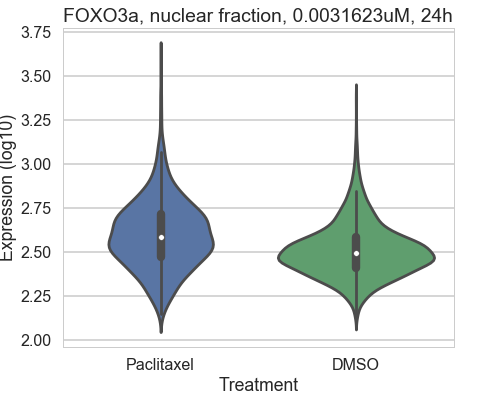 FOXO3a, nuclear fraction, 0.0031623uM, 24h
Expression (log10)
3.75
3.50
3.25
3.00
2.75
2.50
2.25
2.00
Paclitaxel DMSO
Treatment